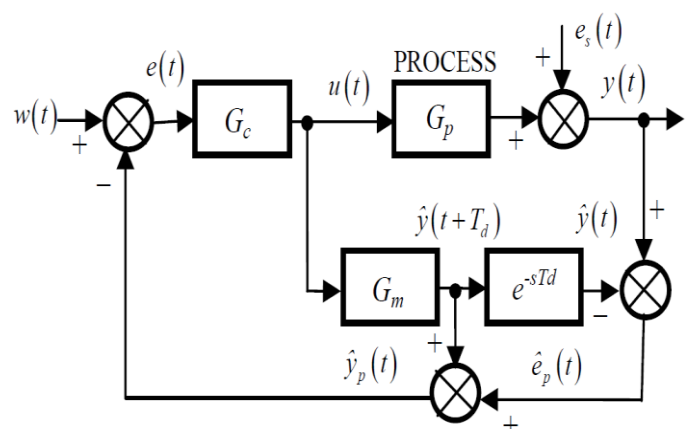 e_s(t)
+
e(t)
PROCESS
u(t)
y(t)
w(t)
+
G_c
G_p
+
−
ŷ(t+T_d)
ŷ(t)
+
G_m
e^{-sTd}
−
+
ŷ_p(t)
ê_p(t)
+